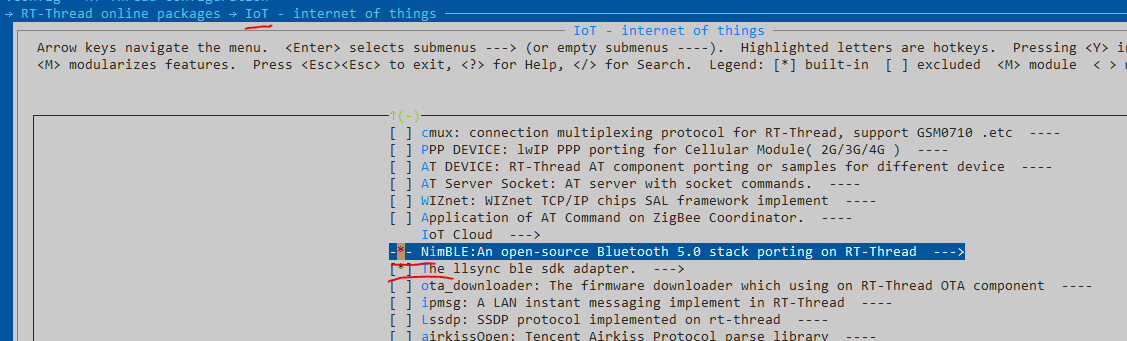 → RT-Thread online packages → IoT - internet of things
IoT - internet of things
Arrow keys navigate the menu. <Enter> selects submenus ---> (or empty submenus ----). Highlighted letters are hotkeys. Pressing <Y> i
<M> modularizes features. Press <Esc><Esc> to exit, <?> for Help, </> for Search. Legend: [*] built-in [ ] excluded <M> module < >
↑(-)
[ ] cmux: connection multiplexing protocol for RT-Thread, support GSM0710 .etc ----
[ ] PPP DEVICE: lwIP PPP porting for Cellular Module( 2G/3G/4G ) ----
[ ] AT DEVICE: RT-Thread AT component porting or samples for different device ----
[ ] AT Server Socket: AT server with socket commands. ----
[ ] WIZnet: WIZnet TCP/IP chips SAL framework implement ----
[ ] Application of AT Command on ZigBee Coordinator. ----
IoT Cloud --->
-*- NimBLE:An open-source Bluetooth 5.0 stack porting on RT-Thread --->
[*] The llsync ble sdk adapter. --->
[ ] ota_downloader: The firmware downloader which using on RT-Thread OTA component ----
[ ] ipmsg: A LAN instant messaging implement in RT-Thread ----
[ ] Lssdp: SSDP protocol implemented on rt-thread ----
[ ] airkissOpen: Tencent Airkiss Protocol parse library ----